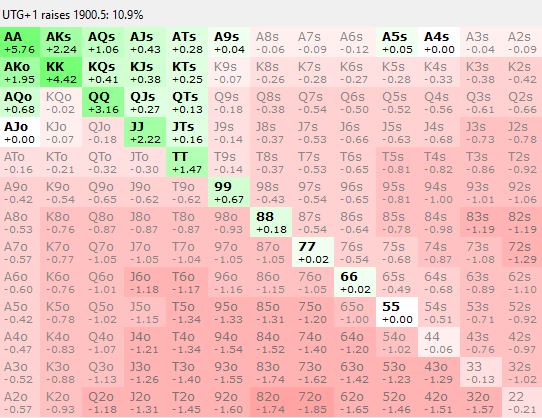 UTG+1 raises 1900.5: 10.9%
AA AKs AQs AJs ATs A9s A8s A7s A6s A5s A4s A3s A2s
+5.76 +2.24 +1.06 +0.43 +0.28 +0.04 -0.06 -0.09 -0.12 +0.05 +0.00 -0.04 -0.09
AKo KK KQs KJs KTs K9s K8s K7s K6s K5s K4s K3s K2s
+1.95 +4.42 +0.41 +0.38 +0.25 -0.07 -0.26 -0.27 -0.28 -0.28 -0.33 -0.38 -0.42
AQo KQo QQ QJs QTs Q9s Q8s Q7s Q6s Q5s Q4s Q3s Q2s
+0.68 -0.02 +3.16 +0.27 +0.13 -0.18 -0.38 -0.54 -0.50 -0.52 -0.56 -0.61 -0.66
AJo KJo QJo JJ JTs J9s J8s J7s J6s J5s J4s J3s J2s
+0.00 -0.07 -0.18 +2.22 +0.16 -0.14 -0.37 -0.53 -0.66 -0.63 -0.68 -0.73 -0.78
ATo KTo QTo JTo TT T9s T8s T7s T6s T5s T4s T3s T2s
-0.16 -0.21 -0.32 -0.30 +1.47 -0.14 -0.37 -0.53 -0.65 -0.81 -0.82 -0.86 -0.92
A9o K9o Q9o J9o T9o 99 98s 97s 96s 95s 94s 93s 92s
-0.42 -0.54 -0.65 -0.62 -0.62 +0.67 -0.43 -0.54 -0.65 -0.81 -1.00 -1.01 -1.06
A8o K8o Q8o J8o T8o 98o 88 87s 86s 85s 84s 83s 82s
-0.53 -0.76 -0.87 -0.87 -0.87 -0.93 +0.18 -0.54 -0.64 -0.78 -0.98 -1.19 -1.19
A7o K7o Q7o J7o T7o 97o 87o 77 76s 75s 74s 73s 72s
-0.57 -0.77 -1.05 -1.05 -1.05 -1.05 -1.05 +0.02 -0.54 -0.68 -0.87 -1.08 -1.29
A6o K6o Q6o J6o T6o 96o 86o 76o 66 65s 64s 63s 62s
-0.60 -0.78 -1.01 -1.18 -1.17 -1.16 -1.15 -1.05 +0.02 -0.49 -0.68 -0.89 -1.10
A5o K5o Q5o J5o T5o 95o 85o 75o 65o 55 54s 53s 52s
-0.42 -0.78 -1.02 -1.15 -1.34 -1.33 -1.31 -1.20 -1.00 +0.00 -0.51 -0.71 -0.92
A4o K4o Q4o J4o T4o 94o 84o 74o 64o 54o 44 43s 42s
-0.47 -0.83 -1.07 -1.21 -1.34 -1.54 -1.52 -1.40 -1.20 -1.02 -0.06 -0.76 -0.97
A3o K3o Q3o J3o T3o 93o 83o 73o 63o 53o 43o 33 32s
-0.52 -0.88 -1.13 -1.26 -1.40 -1.55 -1.74 -1.62 -1.42 -1.23 -1.29 -0.13 -1.02
A2o K2o Q2o J2o T2o 92o 82o 72o 62o 52o 42o 32o 22
-0.57 -0.93 -1.18 -1.31 -1.45 -1.60 -1.74 -1.85 -1.65 -1.46 -1.51 -1.57 -0.21